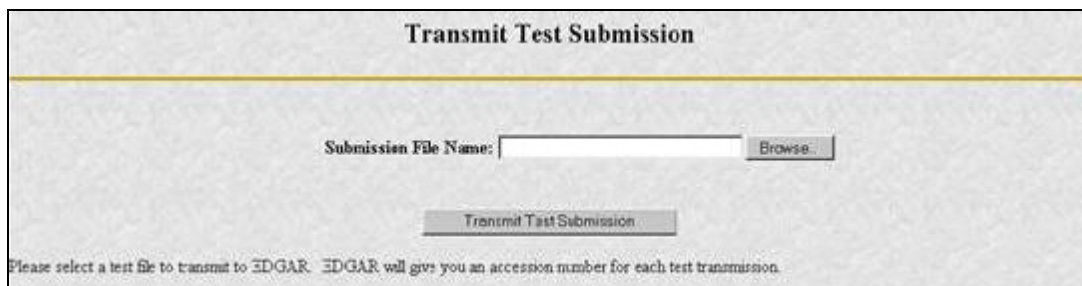 Transmit Test Submission
Submission File Name: Browse...
Transmit Test Submission
Please select a test file to transmit to EDGAR. EDGAR will give you an accession number for each test transmission.